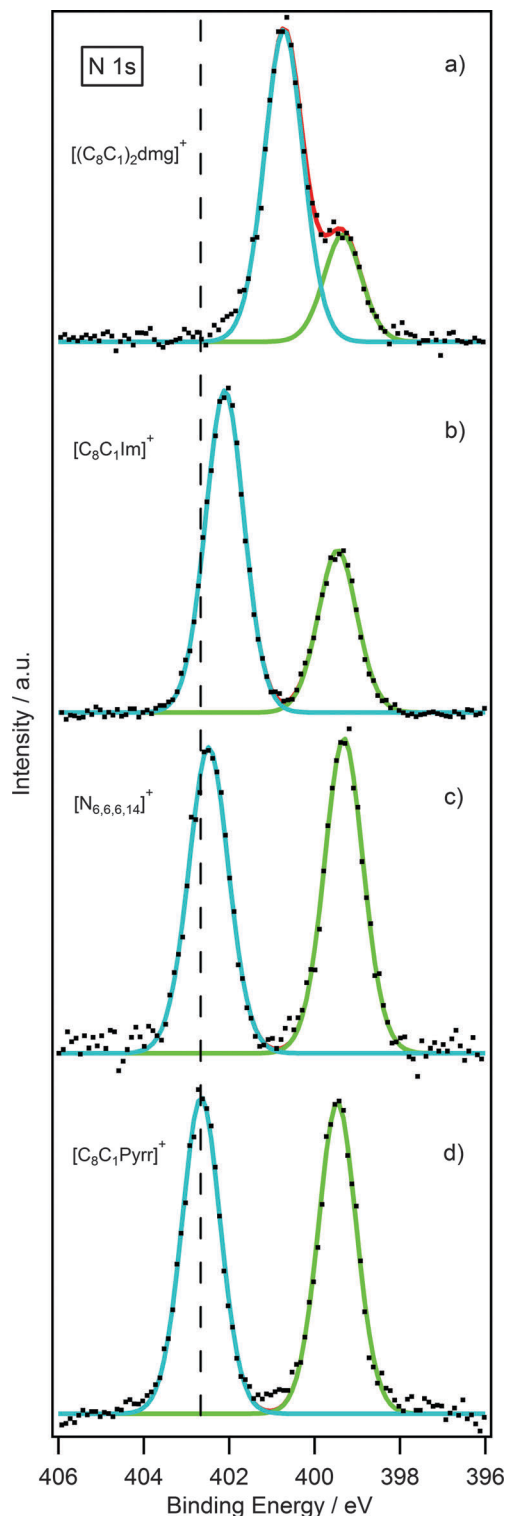 N 1s
a)
[(C₈C₁)₂dmg]⁺
b)
[C₈C₁Im]⁺
[N₆,₆,₆,₁₄]⁺
c)
[C₈C₁Pyrr]⁺
d)
Intensity / a.u.
406 404 402 400 398 396
Binding Energy / eV